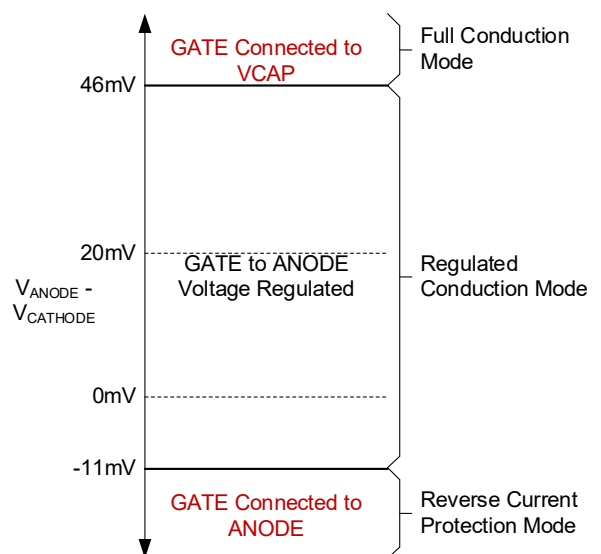 GATE Connected to
VCAP
Full Conduction
Mode
46mV
20mV
GATE to ANODE
Voltage Regulated
Regulated
Conduction Mode
VANODE -
VCATHODE
0mV
-11mV
GATE Connected to
ANODE
Reverse Current
Protection Mode